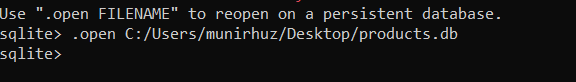 Use ".open FILENAME" to reopen on a persistent database.
sqlite> .open C:/Users/munirhuz/Desktop/products.db
sqlite>